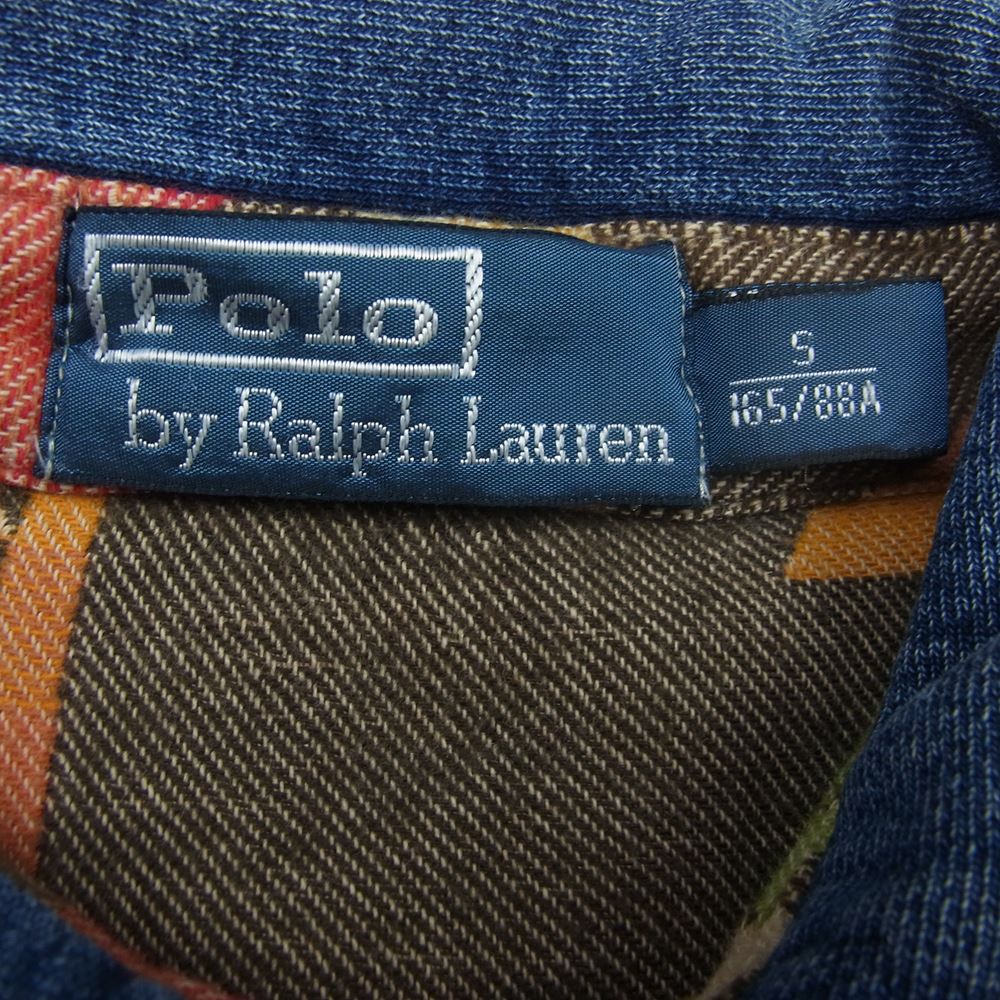 Polo
by Ralph Lauren
S
165/88A